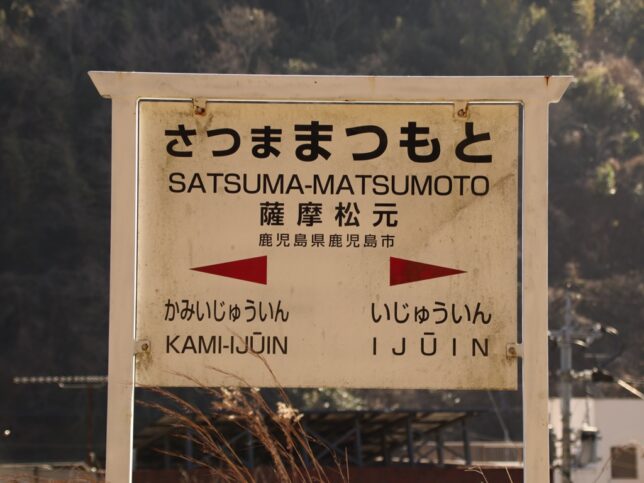 さつままつもと
SATSUMA-MATSUMOTO
薩摩松元
鹿児島県鹿児島市
かみいじゅういん いじゅういん
KAMI-IJŪIN IJŪIN